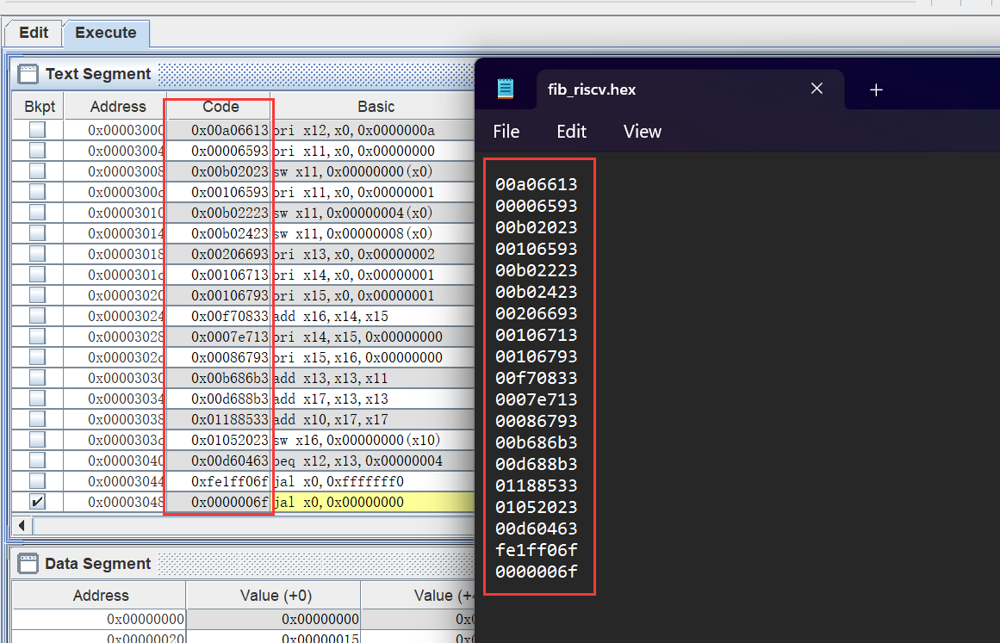 Edit Execute
Text Segment
Bkpt Address Code Basic
0x00003000 0x00a06613 ori x12,x0,0x0000000a
0x00003004 0x00006593 ori x11,x0,0x00000000
0x00003008 0x00b02023 sw x11,0x00000000(x0)
0x0000300c 0x00106593 ori x11,x0,0x00000001
0x00003010 0x00b02223 sw x11,0x00000004(x0)
0x00003014 0x00b02423 sw x11,0x00000008(x0)
0x00003018 0x00206693 ori x13,x0,0x00000002
0x0000301c 0x00106713 ori x14,x0,0x00000001
0x00003020 0x00106793 ori x15,x0,0x00000001
0x00003024 0x00f70833 add x16,x14,x15
0x00003028 0x0007e713 ori x14,x15,0x00000000
0x0000302c 0x00086793 ori x15,x16,0x00000000
0x00003030 0x00b686b3 add x13,x13,x11
0x00003034 0x00d688b3 add x17,x13,x13
0x00003038 0x01188533 add x10,x17,x17
0x0000303c 0x01052023 sw x16,0x00000000(x10)
0x00003040 0x00d60463 beq x12,x13,0x00000004
0x00003044 0xfe1ff06f jal x0,0xfffffff0
0x00003048 0x0000006f jal x0,0x00000000
Data Segment
Address Value (+0) Value (+4
0x00000000 0x00000000 0x0
0x00000020 0x00000015 0x0
fib_riscv.hex
File Edit View
00a06613
00006593
00b02023
00106593
00b02223
00b02423
00206693
00106713
00106793
00f70833
0007e713
00086793
00b686b3
00d688b3
01188533
01052023
00d60463
fe1ff06f
0000006f